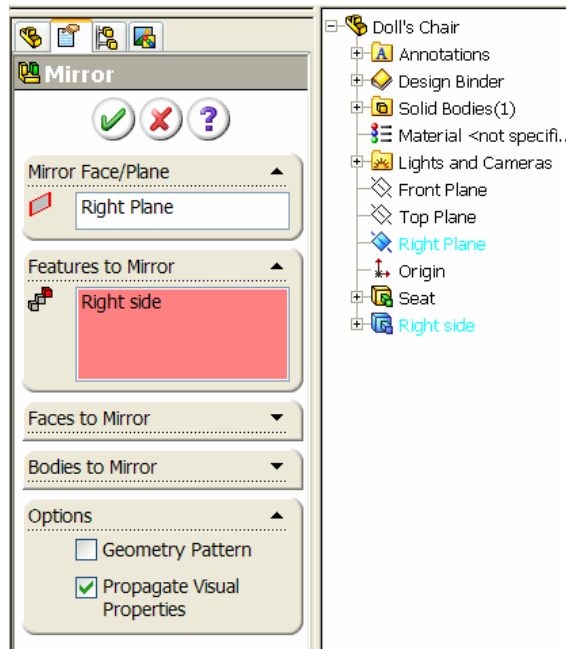 Mirror
?
Mirror Face/Plane
Right Plane
Features to Mirror
Right side
Faces to Mirror
Bodies to Mirror
Options
Geometry Pattern
Propagate Visual
Properties
Doll's Chair
A Annotations
Design Binder
Solid Bodies(1)
Material <not specifi..
Lights and Cameras
Front Plane
Top Plane
Right Plane
Origin
Seat
Right side